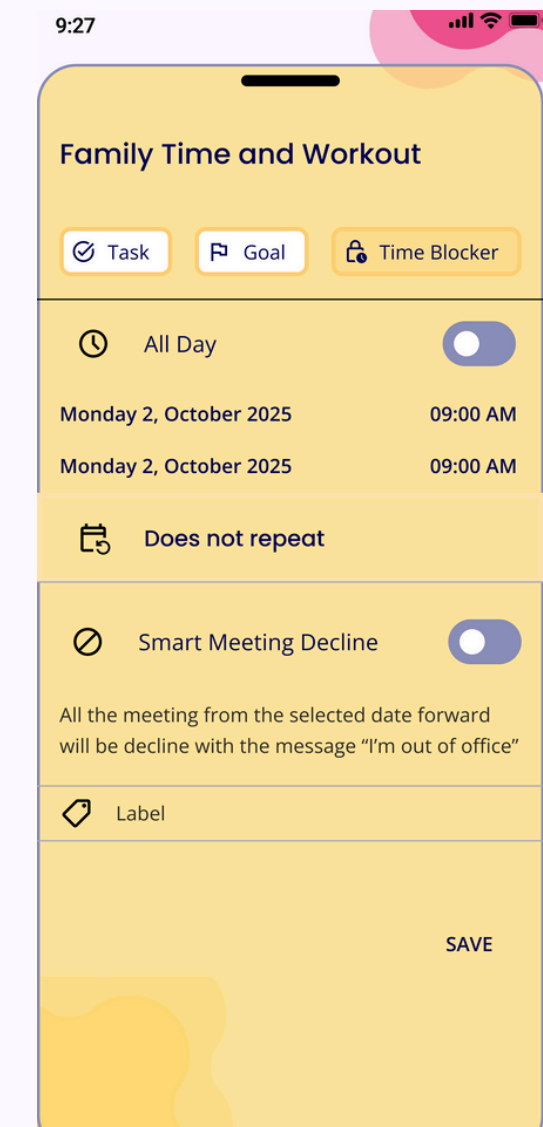 9:27
Family Time and Workout
Task Goal Time Blocker
All Day
Monday 2, October 2025 09:00 AM
Monday 2, October 2025 09:00 AM
Does not repeat
Smart Meeting Decline
All the meeting from the selected date forward
will be decline with the message “I’m out of office”
Label
SAVE